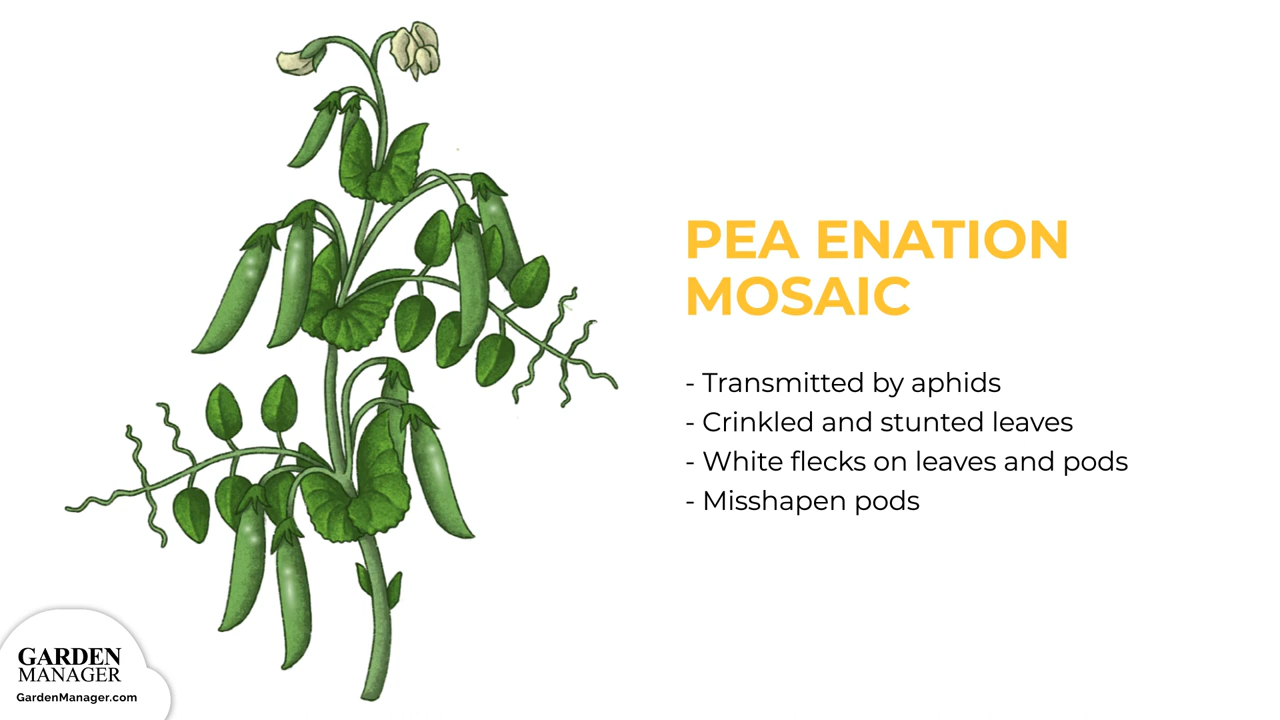 PEA ENATION
MOSAIC
- Transmitted by aphids
- Crinkled and stunted leaves
- White flecks on leaves and pods
- Misshapen pods
GARDEN
MANAGER
GardenManager.com